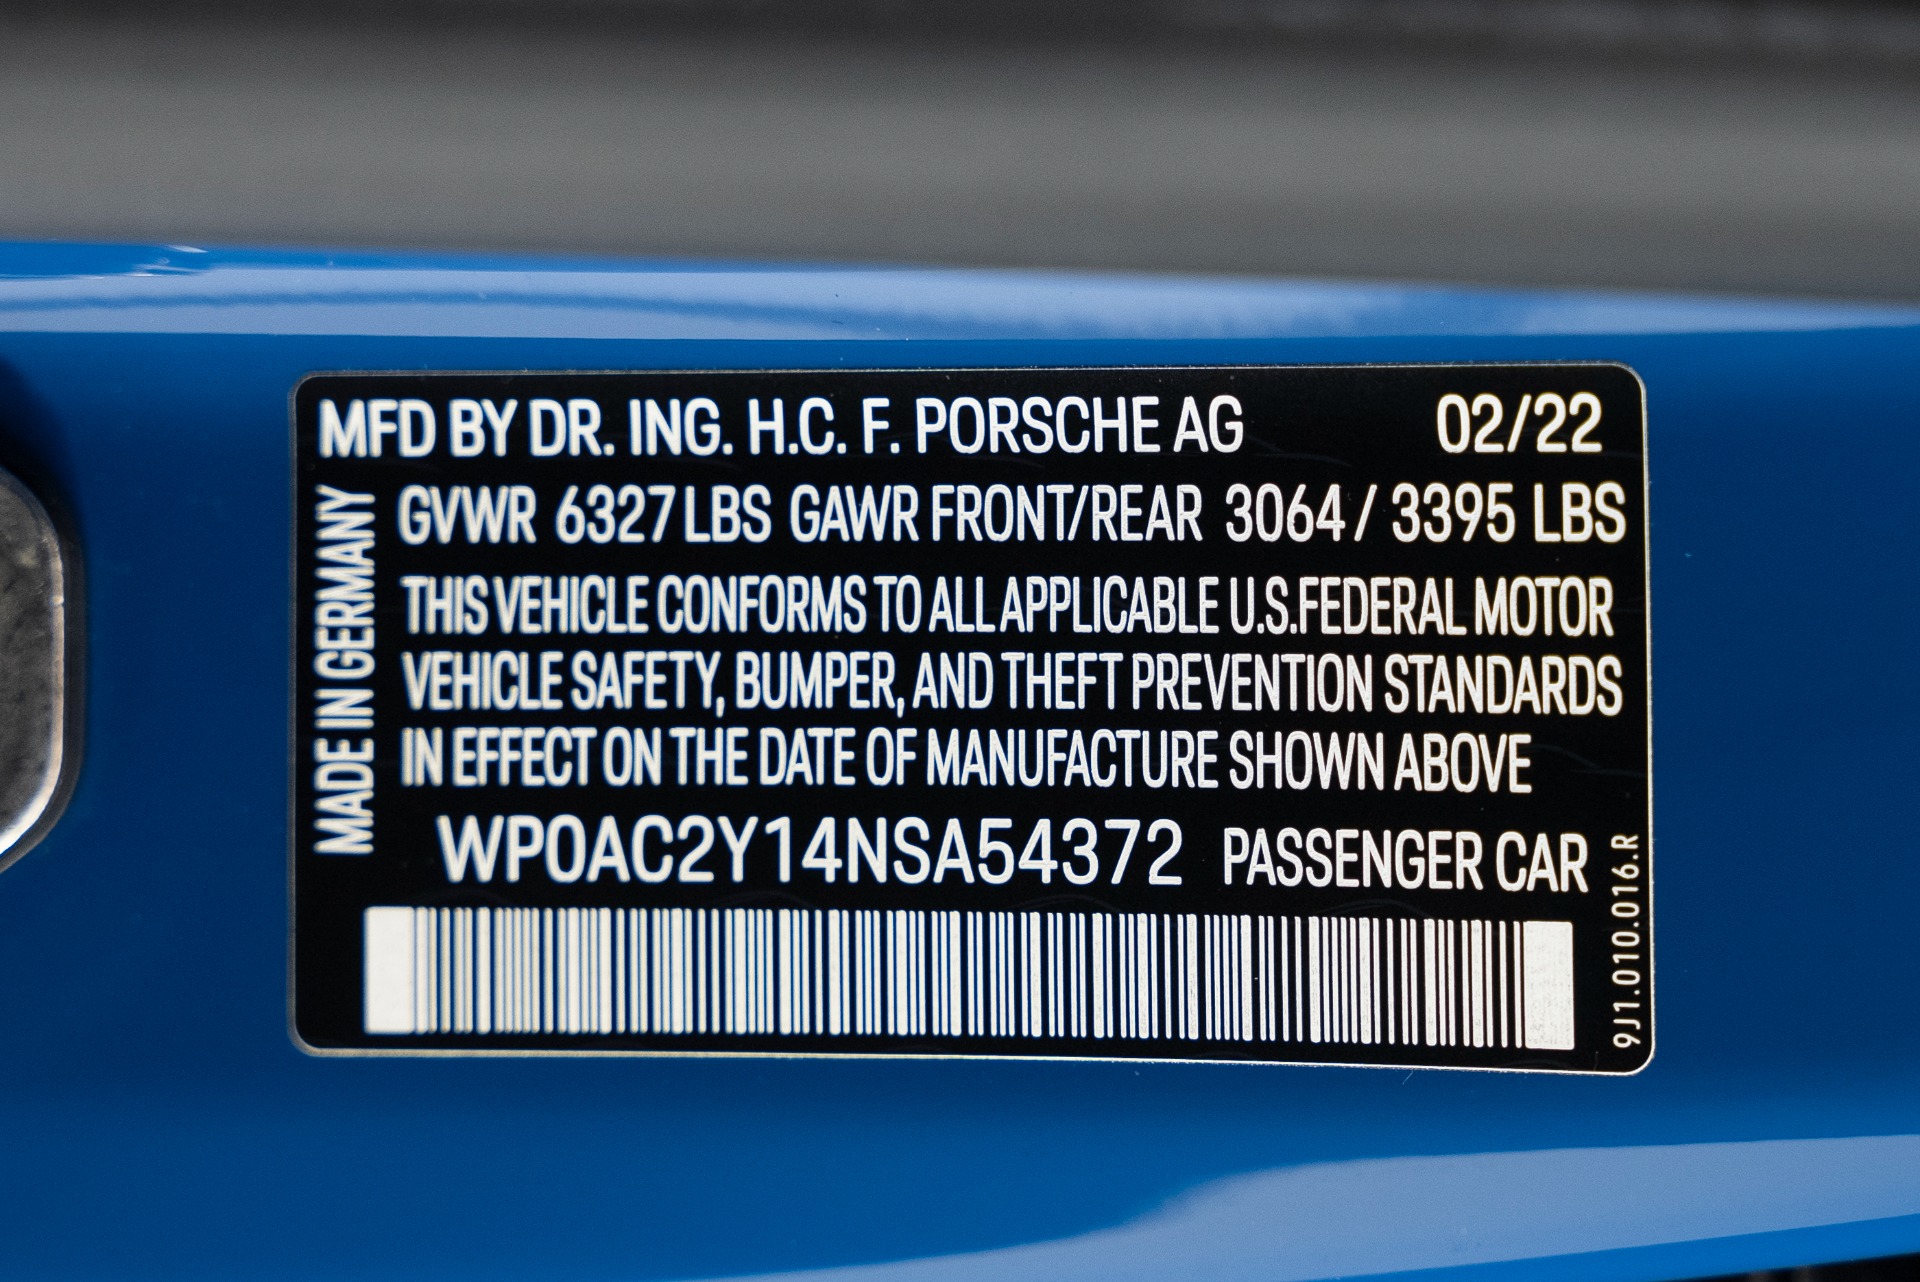 MFD BY DR. ING. H.C. F. PORSCHE AG 02/22
MADE IN GERMANY
GVWR 6327 LBS GAWR FRONT/REAR 3064 / 3395 LBS
THIS VEHICLE CONFORMS TO ALL APPLICABLE U.S.FEDERAL MOTOR
VEHICLE SAFETY, BUMPER, AND THEFT PREVENTION STANDARDS
IN EFFECT ON THE DATE OF MANUFACTURE SHOWN ABOVE
WP0AC2Y14NSA54372 PASSENGER CAR
9J1.010.016.R